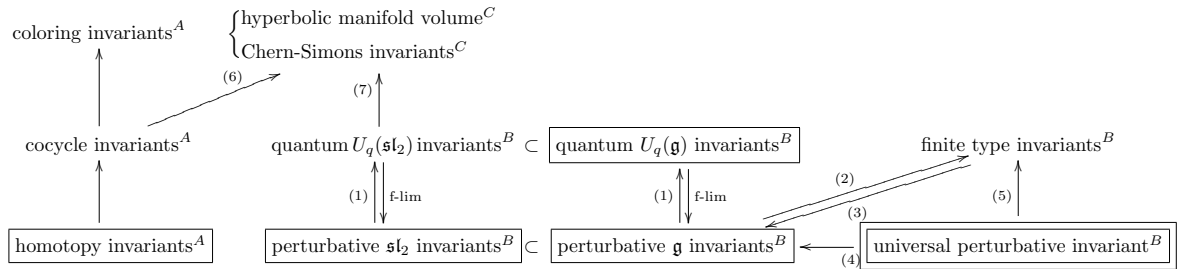 hyperbolic manifold volume^C
coloring invariants^A
Chern-Simons invariants^C
(6)
(7)
cocycle invariants^A
quantum U_q(𝔰𝔩_2) invariants^B ⊂ quantum U_q(𝔤) invariants^B
finite type invariants^B
(2)
(1) f-lim (1) f-lim
(3)
(5)
homotopy invariants^A
perturbative 𝔰𝔩_2 invariants^B ⊂ perturbative 𝔤 invariants^B
universal perturbative invariant^B
(4)